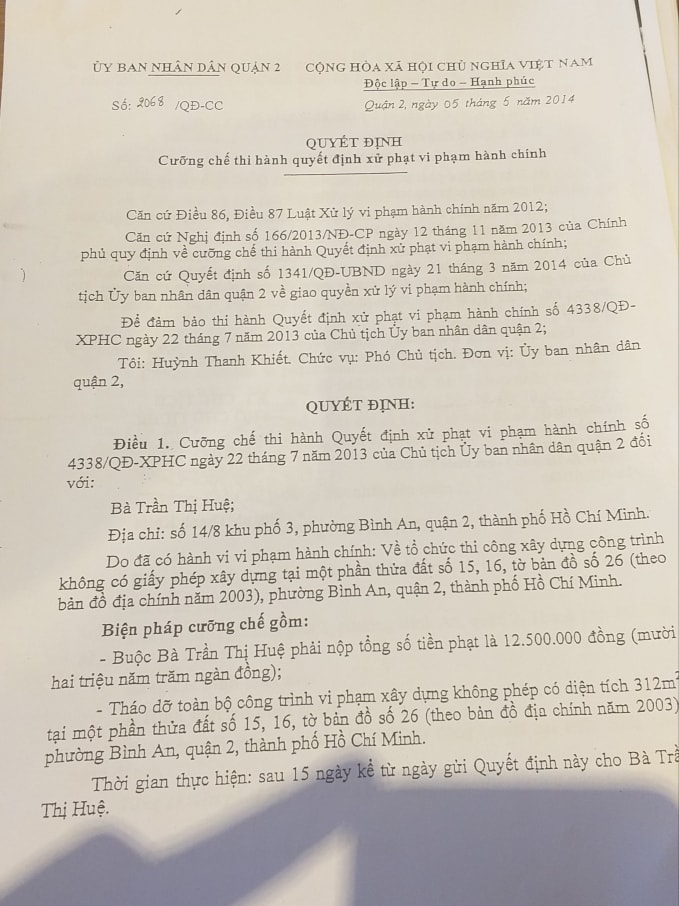 ỦY BAN NHÂN DÂN QUẬN 2
CỘNG HÒA XÃ HỘI CHỦ NGHĨA VIỆT NAM
Độc lập – Tự do – Hạnh phúc
Số: 2068 /QĐ-CC
Quận 2, ngày 05 tháng 5 năm 2014
QUYẾT ĐỊNH
Cưỡng chế thi hành quyết định xử phạt vi phạm hành chính
Căn cứ Điều 86, Điều 87 Luật Xử lý vi phạm hành chính năm 2012;
Căn cứ Nghị định số 166/2013/NĐ-CP ngày 12 tháng 11 năm 2013 của Chính
phủ quy định về cưỡng chế thi hành Quyết định xử phạt vi phạm hành chính;
Căn cứ Quyết định số 1341/QĐ-UBND ngày 21 tháng 3 năm 2014 của Chủ
tịch Ủy ban nhân dân quận 2 về giao quyền xử lý vi phạm hành chính;
Để đảm bảo thi hành Quyết định xử phạt vi phạm hành chính số 4338/QĐ-
XPHC ngày 22 tháng 7 năm 2013 của Chủ tịch Ủy ban nhân dân quận 2;
Tôi: Huỳnh Thanh Khiết. Chức vụ: Phó Chủ tịch. Đơn vị: Ủy ban nhân dân
quận 2,
QUYẾT ĐỊNH:
Điều 1. Cưỡng chế thi hành Quyết định xử phạt vi phạm hành chính số
4338/QĐ-XPHC ngày 22 tháng 7 năm 2013 của Chủ tịch Ủy ban nhân dân quận 2 đối
với:
Bà Trần Thị Huệ;
Địa chỉ: số 14/8 khu phố 3, phường Bình An, quận 2, thành phố Hồ Chí Minh.
Do đã có hành vi vi phạm hành chính: Về tổ chức thi công xây dựng công trình
không có giấy phép xây dựng tại một phần thửa đất số 15, 16, tờ bản đồ số 26 (theo
bản đồ địa chính năm 2003), phường Bình An, quận 2, thành phố Hồ Chí Minh.
Biện pháp cưỡng chế gồm:
- Buộc Bà Trần Thị Huệ phải nộp tổng số tiền phạt là 12.500.000 đồng (mười
hai triệu năm trăm ngàn đồng);
- Tháo dỡ toàn bộ công trình vi phạm xây dựng không phép có diện tích 312m²
tại một phần thửa đất số 15, 16, tờ bản đồ số 26 (theo bản đồ địa chính năm 2003)
phường Bình An, quận 2, thành phố Hồ Chí Minh.
Thời gian thực hiện: sau 15 ngày kể từ ngày gửi Quyết định này cho Bà Trầ
Thị Huệ.